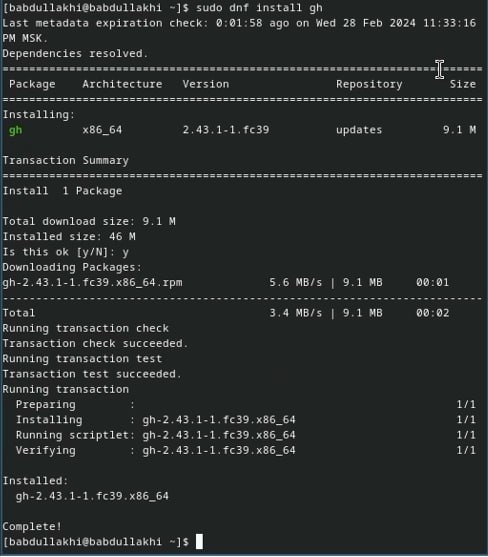 [babdullakhi@babdullakhi ~]$ sudo dnf install gh
Last metadata expiration check: 0:01:58 ago on Wed 28 Feb 2024 11:33:16
PM MSK.
Dependencies resolved.
================================================================================
Package Architecture Version Repository Size
================================================================================
Installing:
gh x86_64 2.43.1-1.fc39 updates 9.1 M
Transaction Summary
================================================================================
Install 1 Package
Total download size: 9.1 M
Installed size: 46 M
Is this ok [y/N]: y
Downloading Packages:
gh-2.43.1-1.fc39.x86_64.rpm 5.6 MB/s | 9.1 MB 00:01
--------------------------------------------------------------------------------
Total 3.4 MB/s | 9.1 MB 00:02
Running transaction check
Transaction check succeeded.
Running transaction test
Transaction test succeeded.
Running transaction
Preparing : 1/1
Installing : gh-2.43.1-1.fc39.x86_64 1/1
Running scriptlet: gh-2.43.1-1.fc39.x86_64 1/1
Verifying : gh-2.43.1-1.fc39.x86_64 1/1
Installed:
gh-2.43.1-1.fc39.x86_64
Complete!
[babdullakhi@babdullakhi ~]$